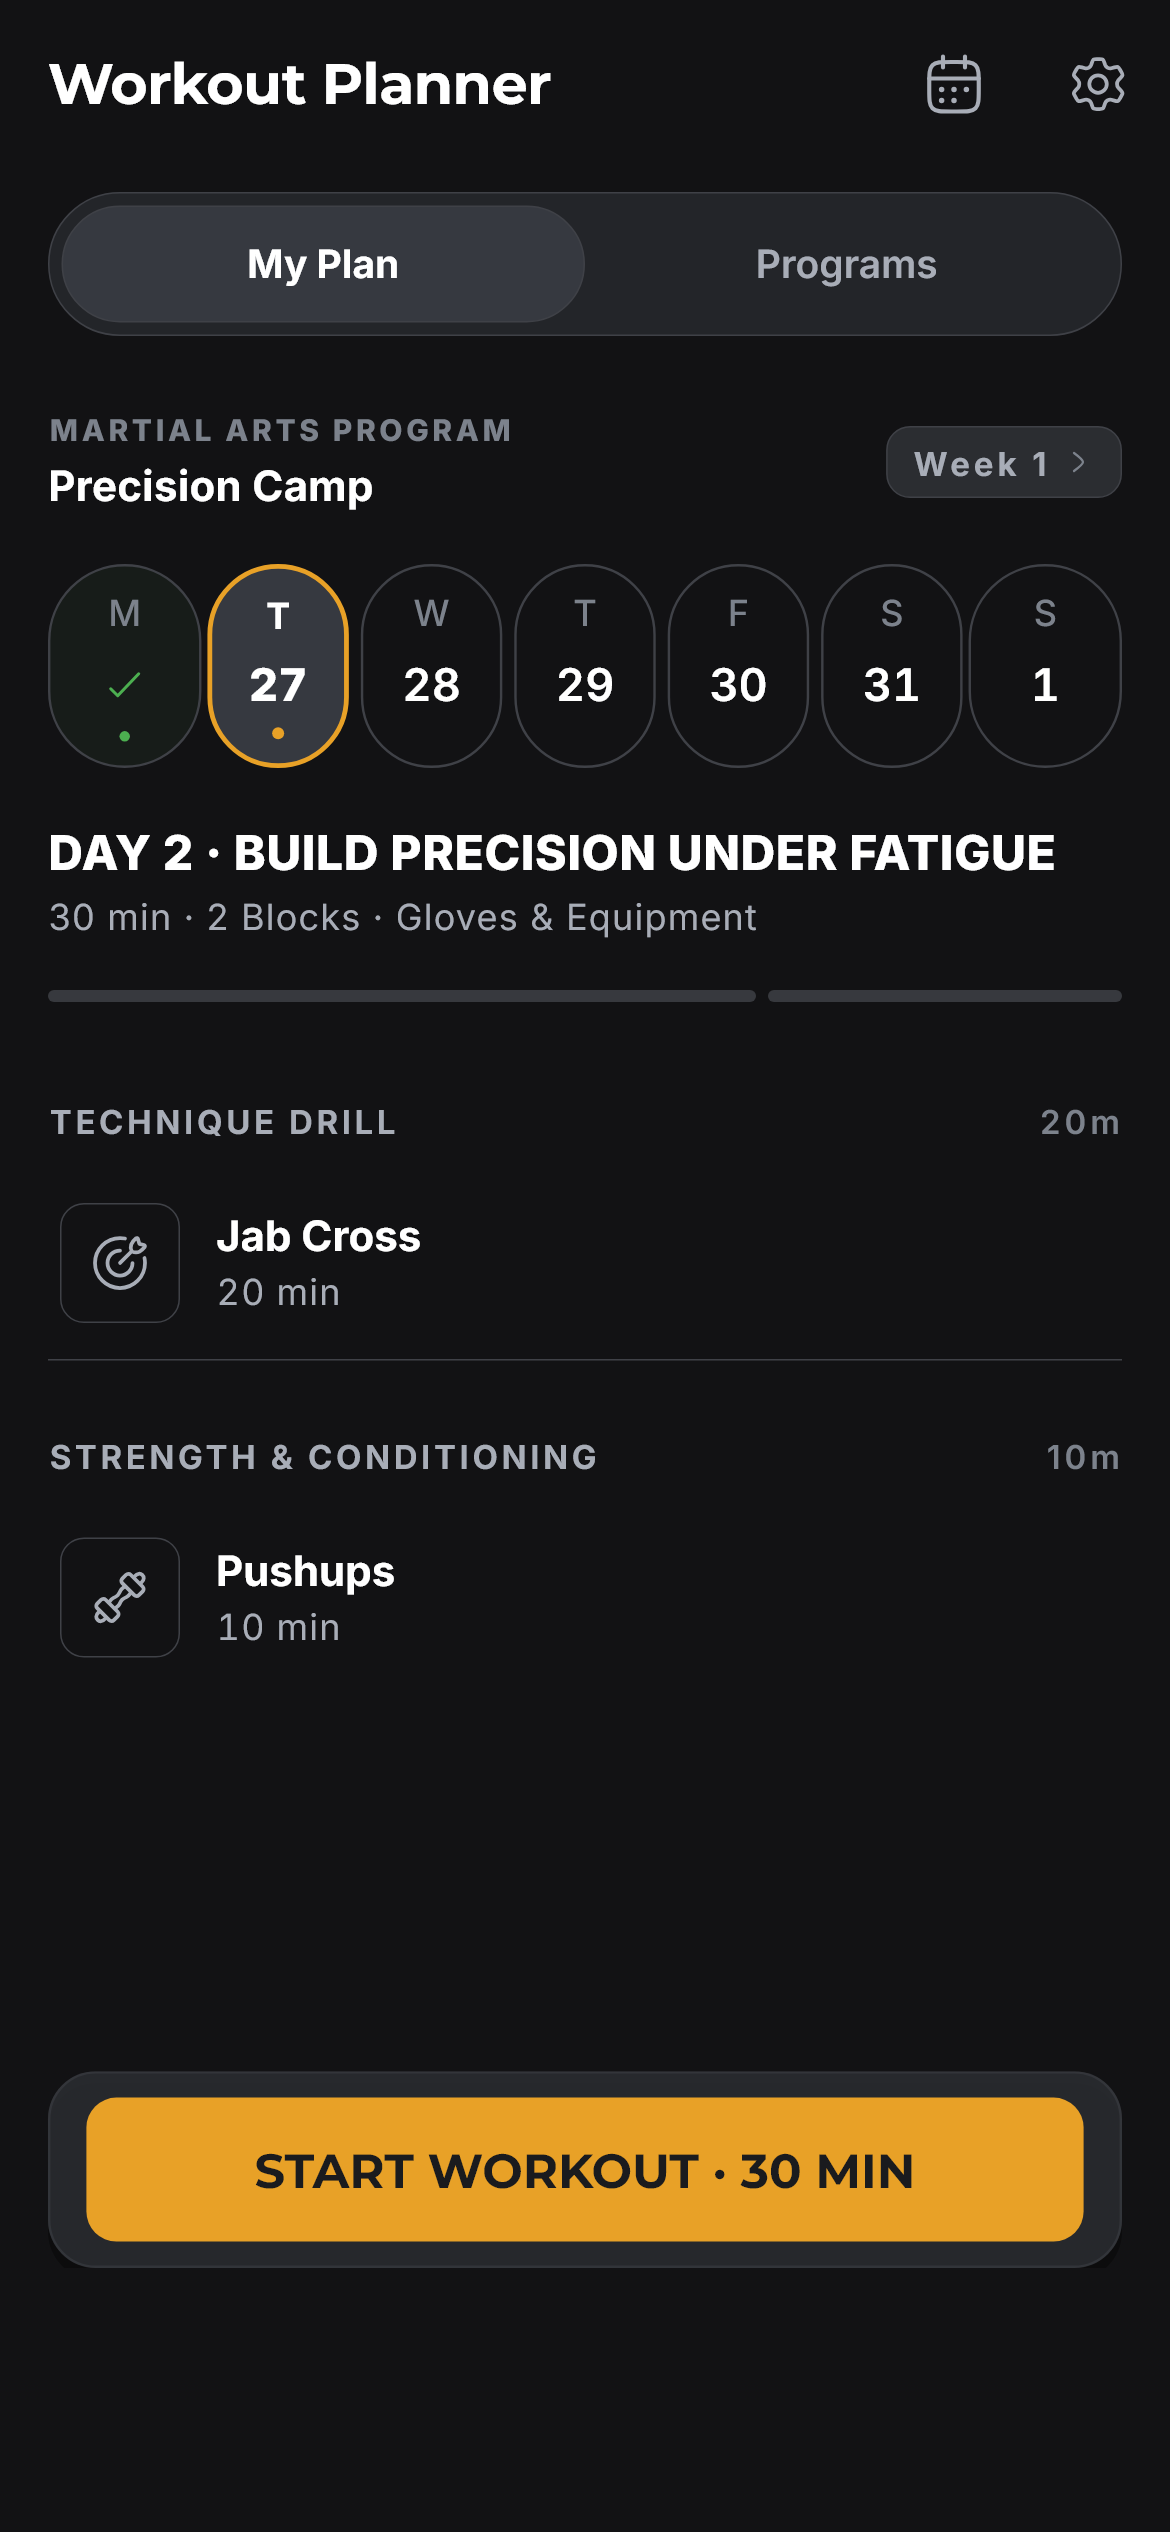 Workout Planner
My Plan
Programs
MARTIAL ARTS PROGRAM
Precision Camp
Week 1
M T W T F S S
27 28 29 30 31 1
DAY 2 · BUILD PRECISION UNDER FATIGUE
30 min · 2 Blocks · Gloves & Equipment
TECHNIQUE DRILL 20m
Jab Cross
20 min
STRENGTH & CONDITIONING 10m
Pushups
10 min
START WORKOUT · 30 MIN